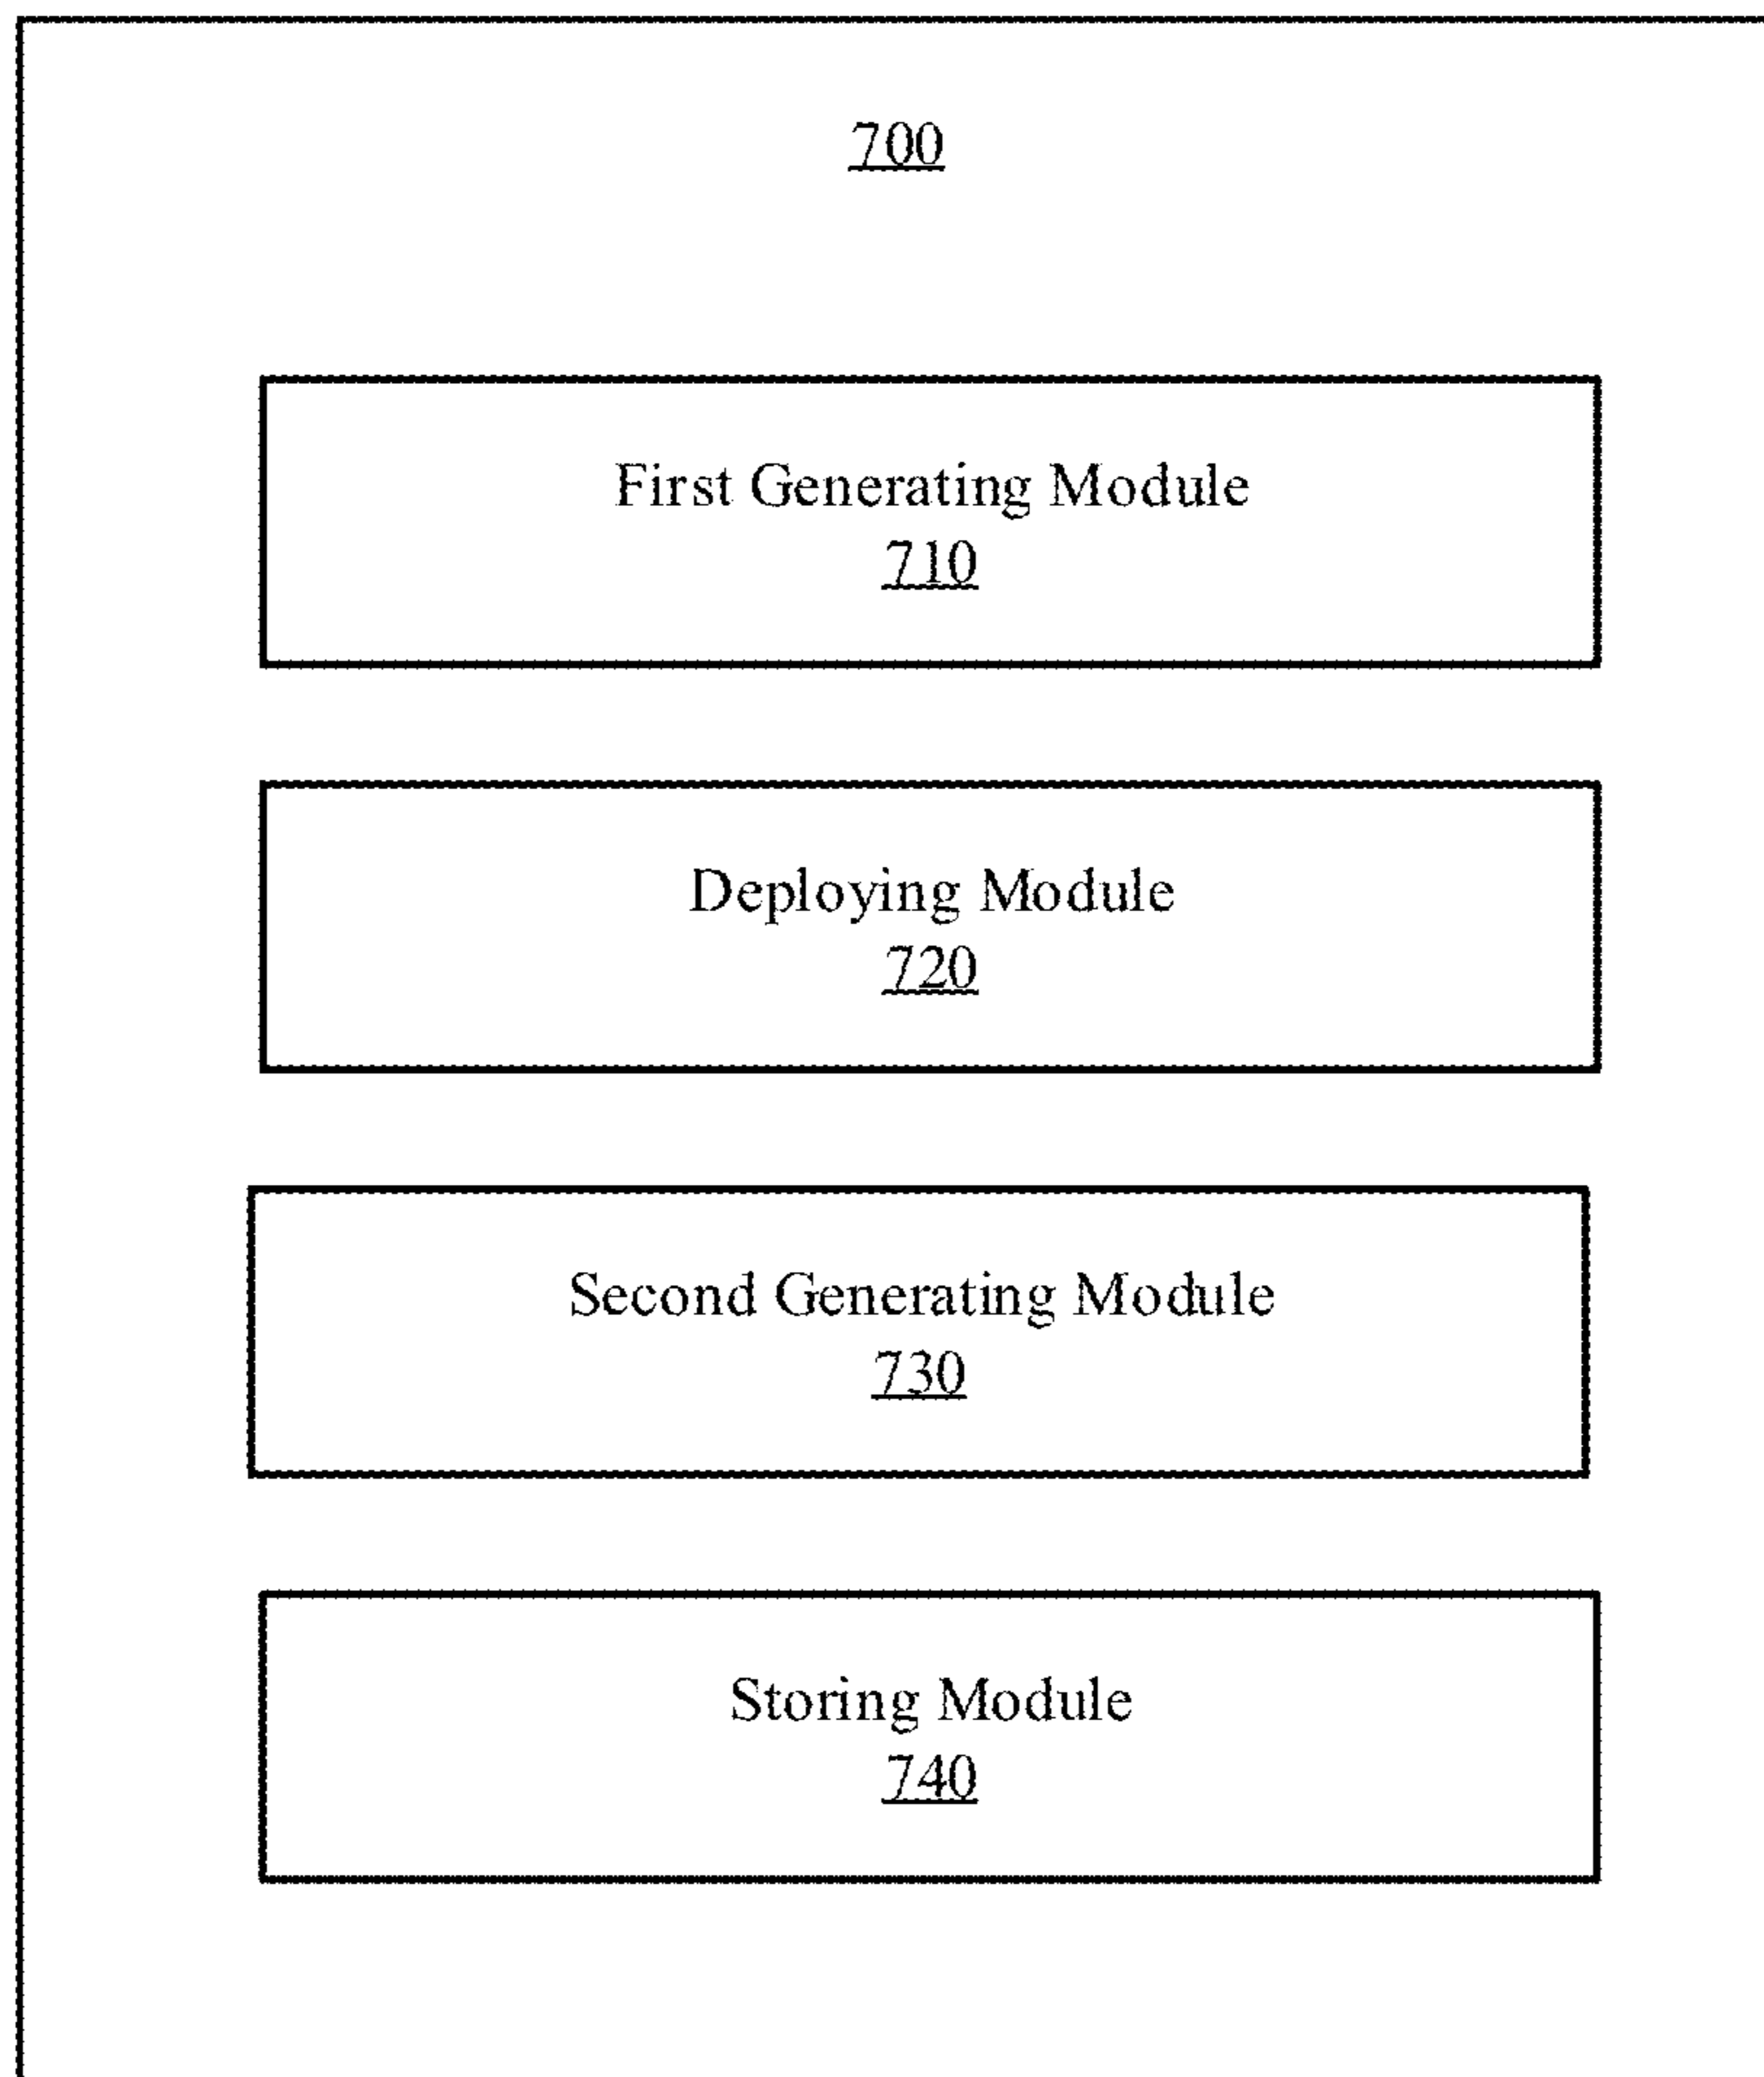 700
First Generating Module
710
Deploying Module
720
Second Generating Module
730
Storing Module
740